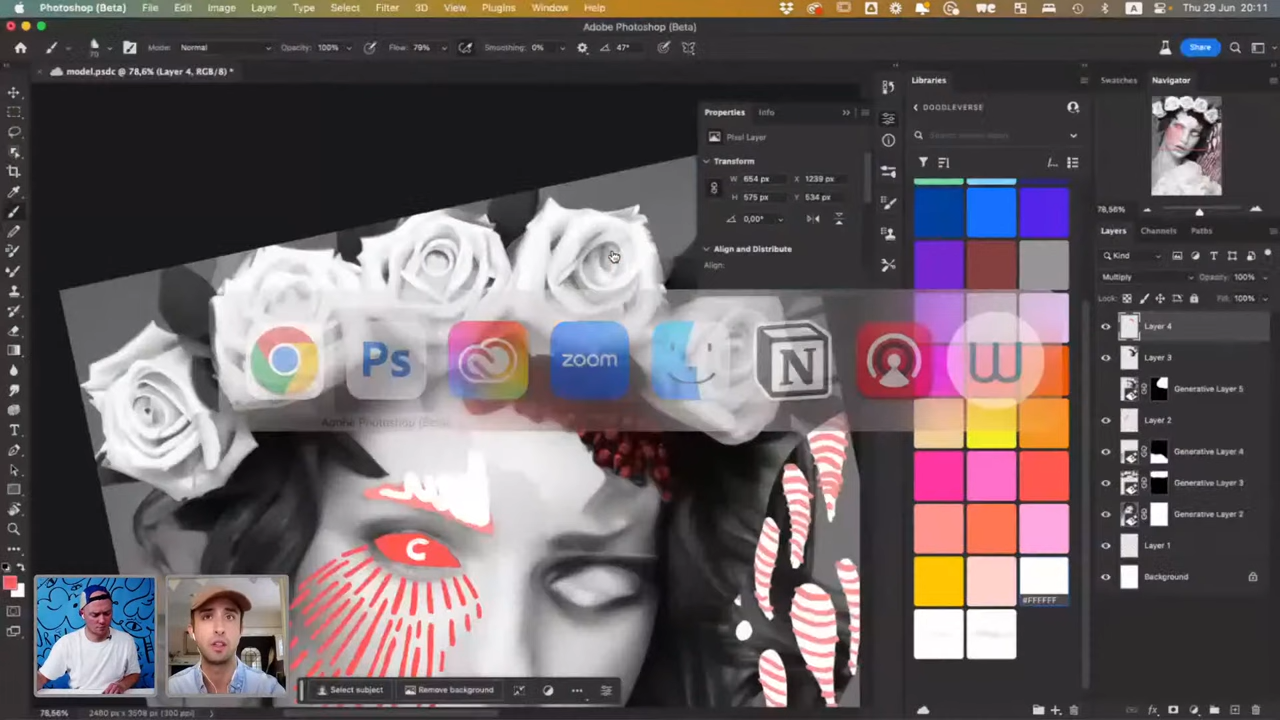 Photoshop (Beta) File Edit Image Layer Type Select Filter 3D View Plugins Window Help
A Thu 29 Jun 20:11
Adobe Photoshop (Beta)
70 Mode: Normal Opacity: 100% Flow: 79% Smoothing: 0% 47° Share
model.psdc @ 78,6% (Layer 4, RGB/8) *
Properties Info
Pixel Layer
Transform
W 654 px X 1239 px
H 575 px Y 534 px
0,00°
Align and Distribute
Align:
Libraries
DOODLEVERSE
#FFFFFF
Swatches Navigator
78,56%
Layers Channels Paths
Kind
Multiply Opacity: 100%
Lock: Fill: 100%
Layer 4
Layer 3
Generative Layer 5
Layer 2
Generative Layer 4
Generative Layer 3
Generative Layer 2
Layer 1
Background
Ps zoom N W
Adobe Photoshop (Beta)
C
Select subject Remove background
78,56% 2480 px x 3508 px (300 ppi)